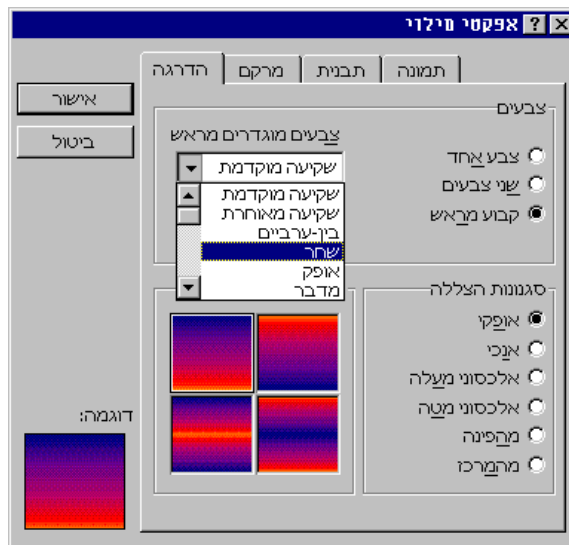 אפקטי מילוי
הדרגה
מרקם
תבנית
תמונה
אישור
ביטול
צבעים
צבע אחד
שני צבעים
קבוע מראש
צבעים מוגדרים מראש
שקיעה מוקדמת
שקיעה מוקדמת
שקיעה מאוחרת
בין-ערביים
שחר
אופק
מדבר
סגנונות הצללה
אופקי
אנכי
אלכסוני מעלה
אלכסוני מטה
מהפינה
מהמרכז
דוגמה: